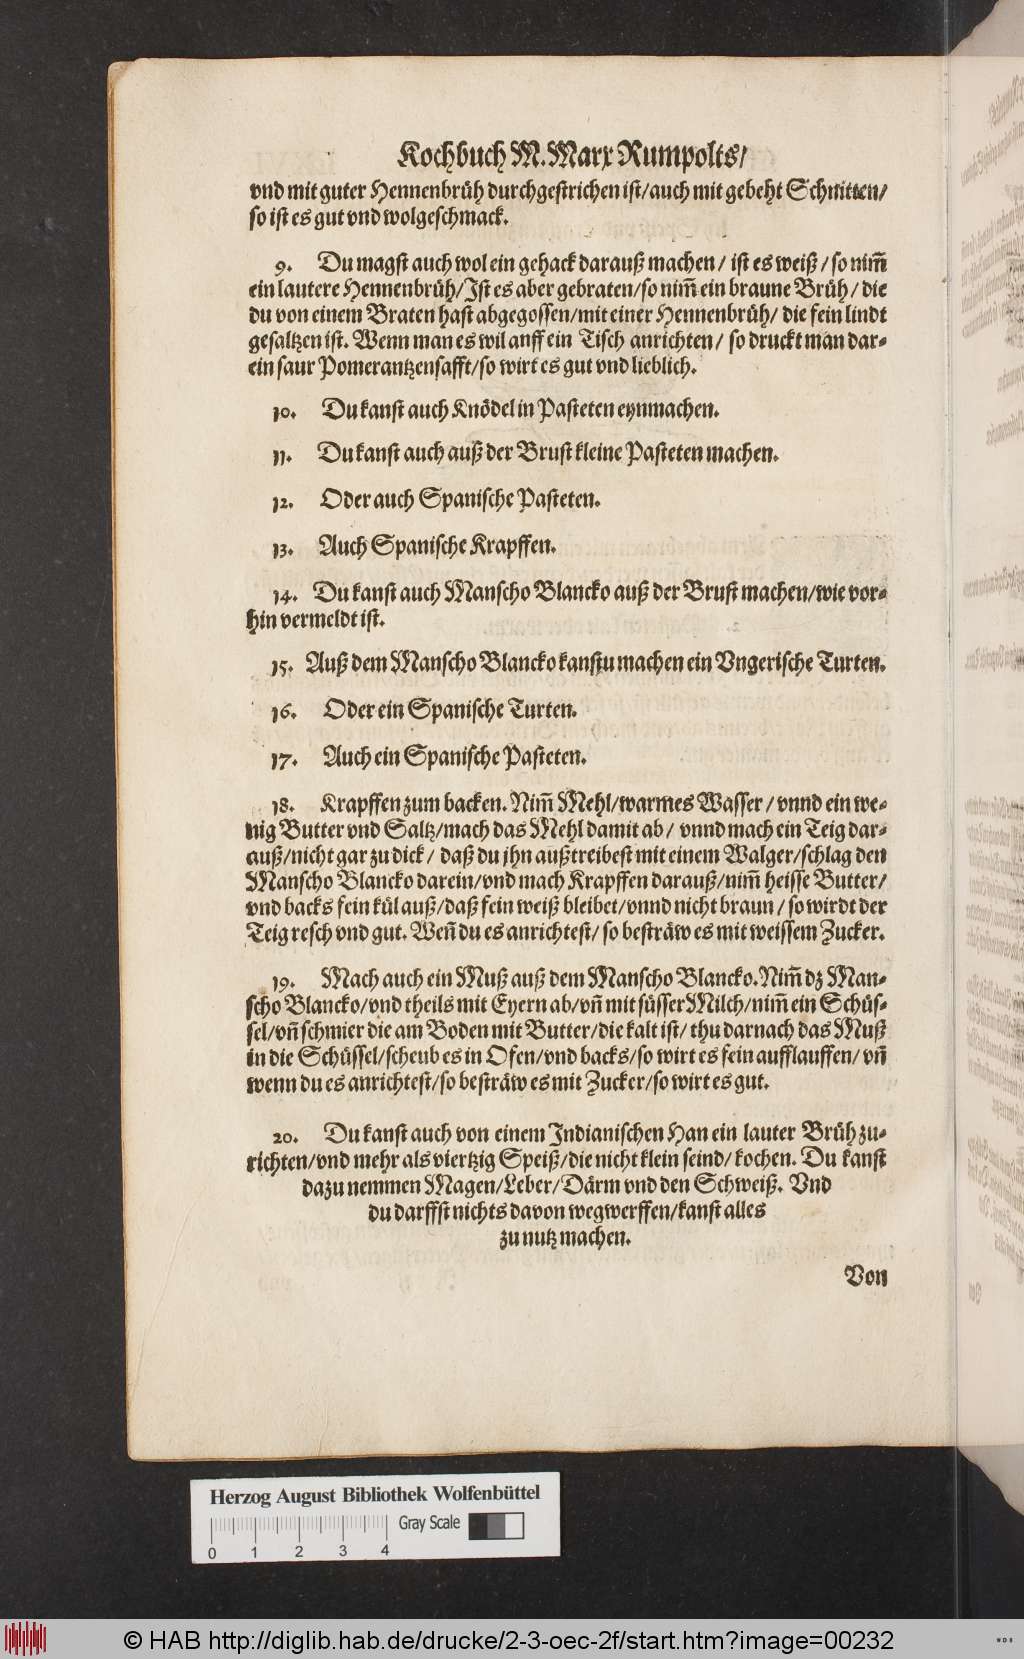 Kochbuch M. Marx Rumpolts/
vnd mit guter Hennenbrüh durchgestrichen ist/auch mit gebeht Schnitten/
so ist es gut vnd wolgeschmack.
9. Du magst auch wol ein gehack darauß machen/ ist es weiß/ so nim̃
ein lautere Hennenbrüh/Ist es aber gebraten/so nim̃ ein braune Brüh/ die
du von einem Braten hast abgegossen/mit einer Hennenbrüh/ die fein lindt
gesaltzen ist. Wenn man es wil anff ein Tisch anrichten/ so druckt man dar-
ein saur Pomerantzensafft/so wirt es gut vnd lieblich.
10. Du kanst auch Knödel in Pasteten eynmachen.
11. Du kanst auch auß der Brust kleine Pasteten machen.
12. Oder auch Spanische Pasteten.
13. Auch Spanische Krapffen.
14. Du kanst auch Manscho Blancko auß der Brust machen/wie vor-
hin vermeldt ist.
15. Auß dem Manscho Blancko kanstu machen ein Vngerische Turten.
16. Oder ein Spanische Turten.
17. Auch ein Spanische Pasteten.
18. Krapffen zum backen. Nim̃ Mehl/warmes Wasser/ vnnd ein we-
nig Butter vnd Saltz/mach das Mehl damit ab/ vnnd mach ein Teig dar-
auß/nicht gar zu dick/ daß du jhn außtreibest mit einem Walger/schlag den
Manscho Blancko darein/vnd mach Krapffen darauß/nim̃ heisse Butter/
vnd backs fein kül auß/daß fein weiß bleibet/vnnd nicht braun/ so wirdt der
Teig resch vnd gut. Weñ du es anrichtest/ so besträw es mit weissem Zucker.
19. Mach auch ein Muß auß dem Manscho Blancko. Nim̃ dz Man-
scho Blancko/vnd theils mit Eyern ab/vñ mit süsser Milch/nim̃ ein Schüs-
sel/vñ schmier die am Boden mit Butter/die kalt ist/ thu darnach das Muß
in die Schüssel/scheub es in Ofen/vnd backs/so wirt es fein aufflauffen/ vñ
wenn du es anrichtest/so besträw es mit Zucker/so wirt es gut.
20. Du kanst auch von einem Indianischen Han ein lauter Brüh zu-
richten/vnd mehr als viertzig Speiß/die nicht klein seind/ kochen. Du kanst
dazu nemmen Magen/Leber/Därm vnd den Schweiß. Vnd
du darffst nichts davon wegwerffen/kanst alles
zu nutz machen.
Von
Herzog August Bibliothek Wolfenbüttel
Gray Scale
0 1 2 3 4
© HAB http://diglib.hab.de/drucke/2-3-oec-2f/start.htm?image=00232